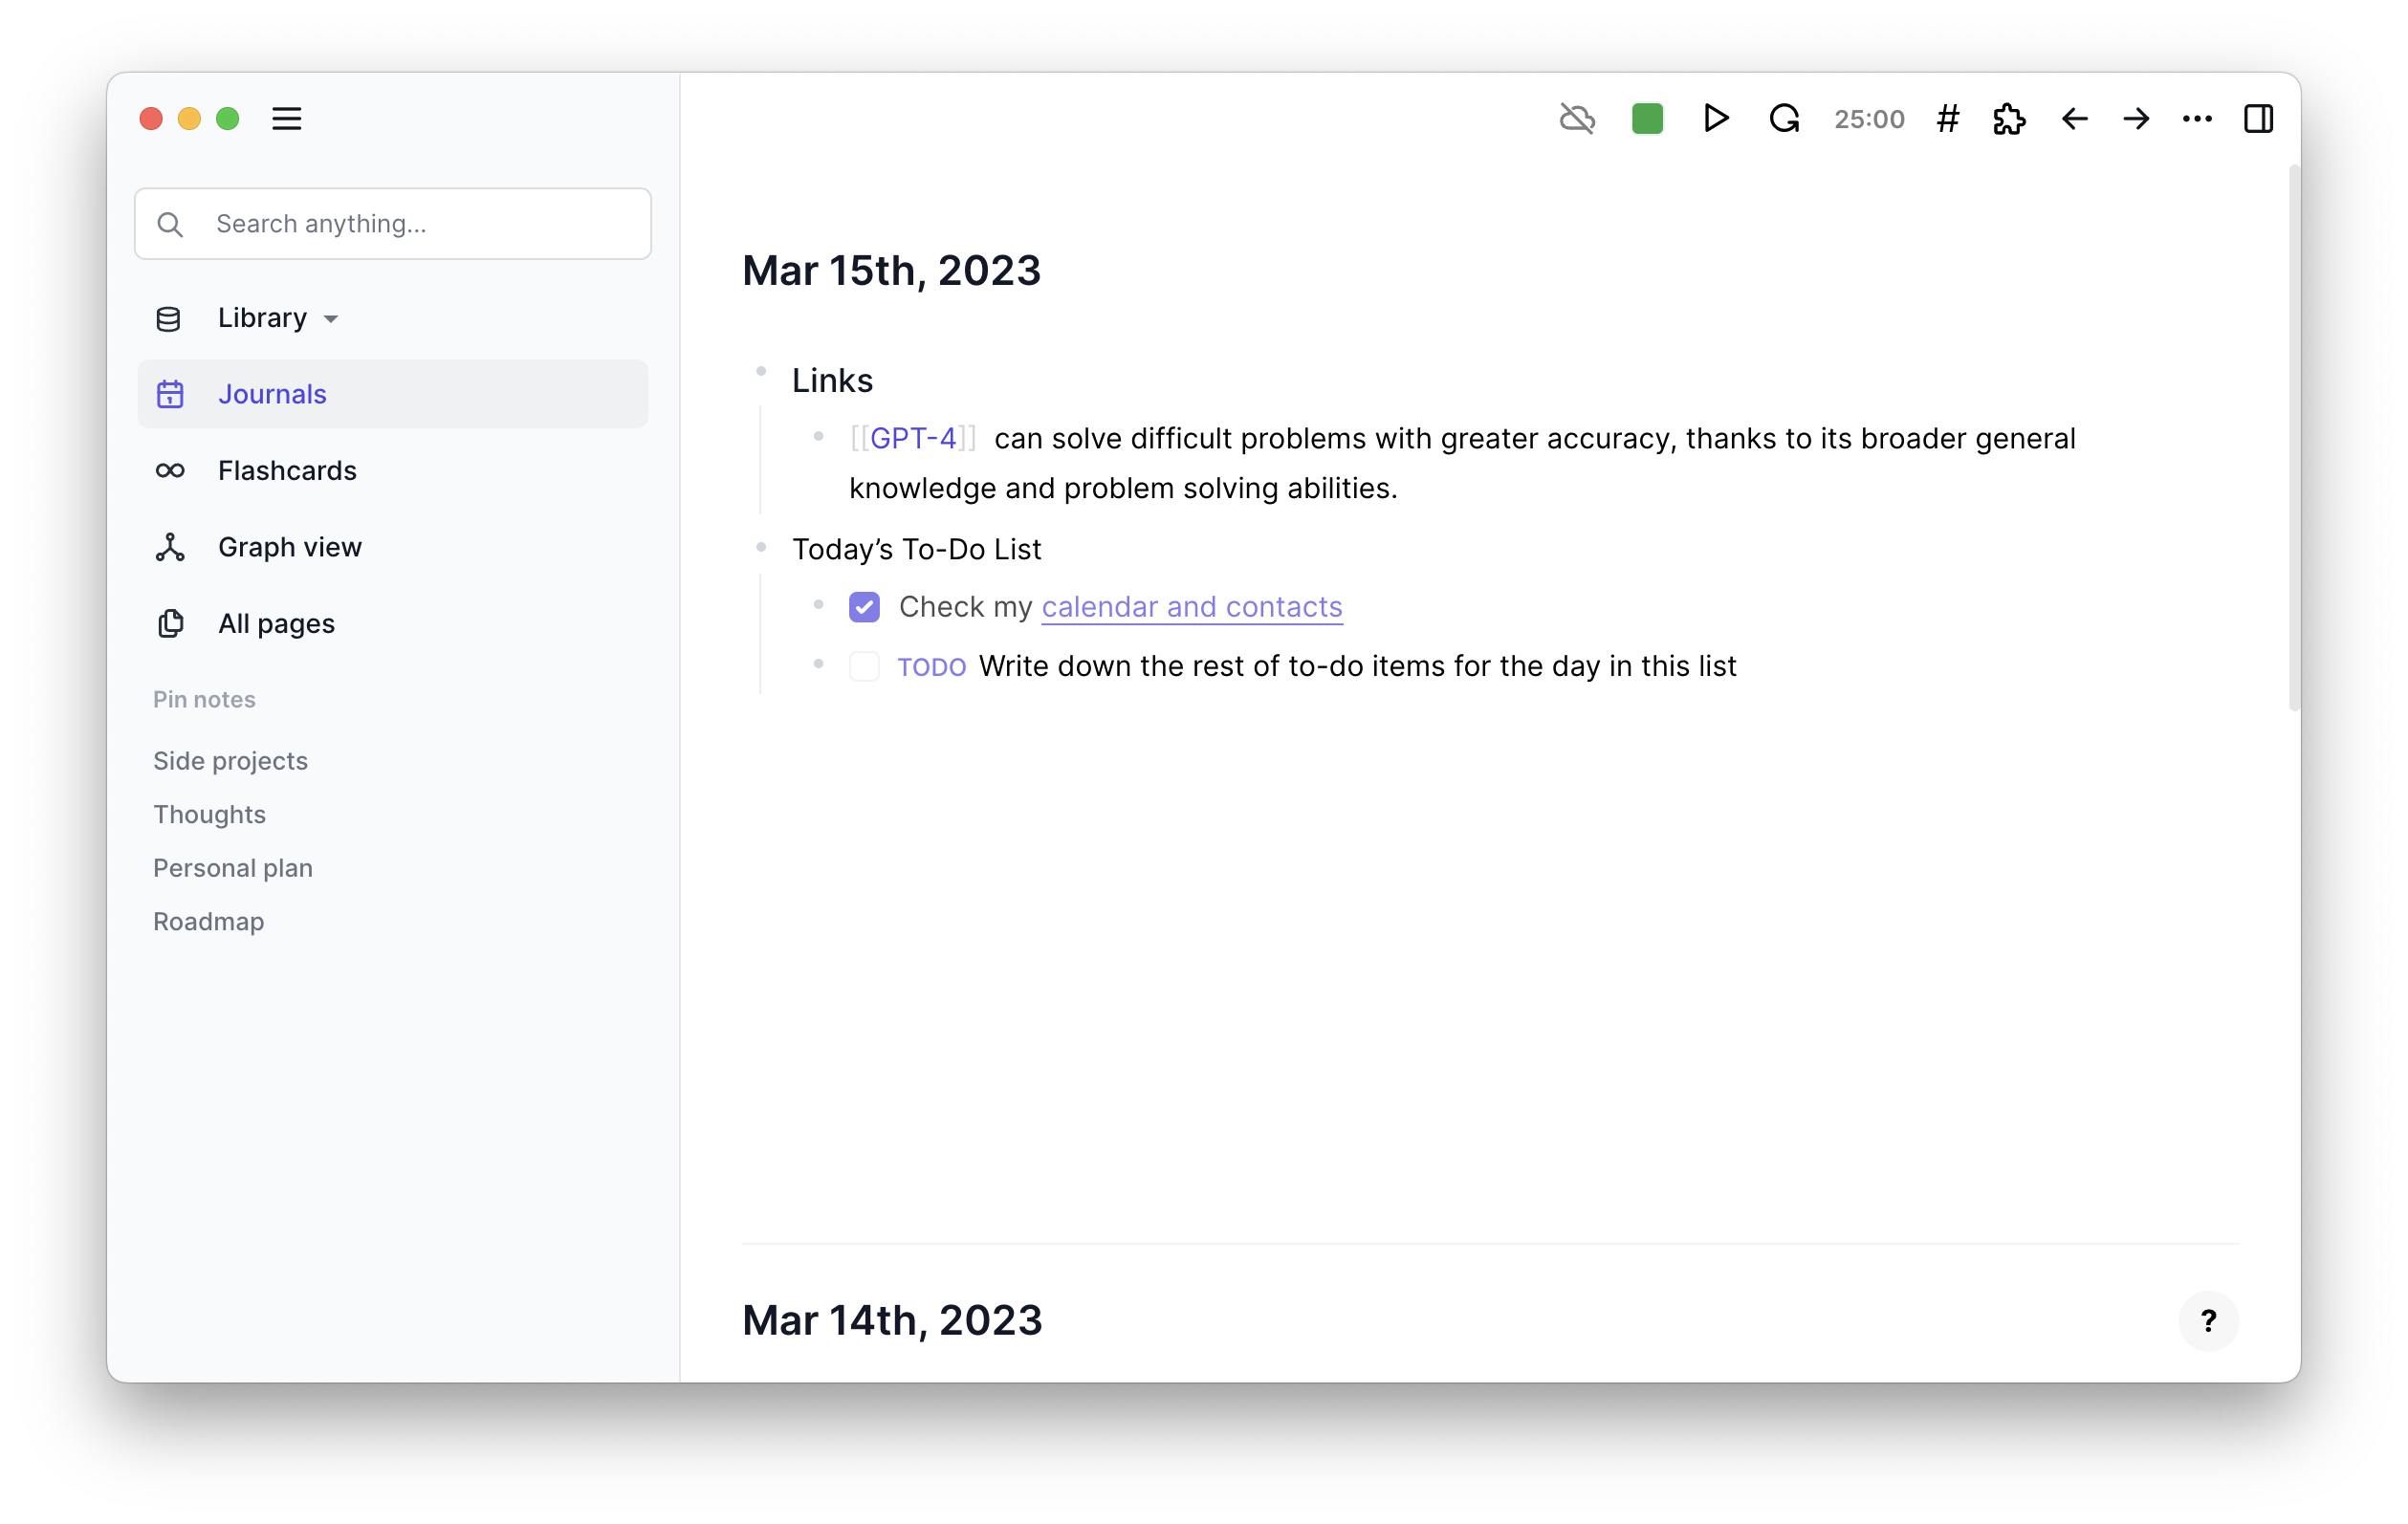 25:00 #
Search anything...
Library
Journals
Flashcards
Graph view
All pages
Pin notes
Side projects
Thoughts
Personal plan
Roadmap
Mar 15th, 2023
Links
[[GPT-4]] can solve difficult problems with greater accuracy, thanks to its broader general
knowledge and problem solving abilities.
Today’s To-Do List
Check my calendar and contacts
TODO Write down the rest of to-do items for the day in this list
Mar 14th, 2023
?